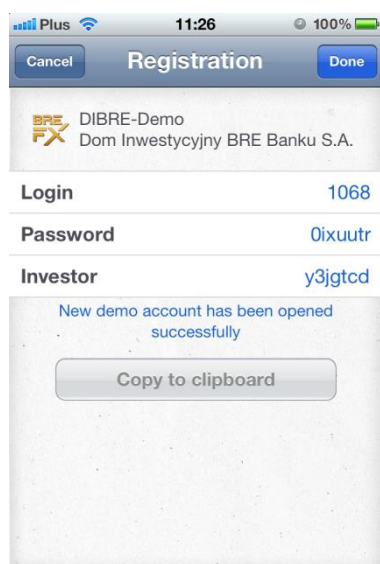 Plus 11:26 100%
Cancel Registration Done
BRE FX DIBRE-Demo
Dom Inwestycyjny BRE Banku S.A.
Login 1068
Password 0ixuutr
Investor y3jgtcd
New demo account has been opened
successfully
Copy to clipboard